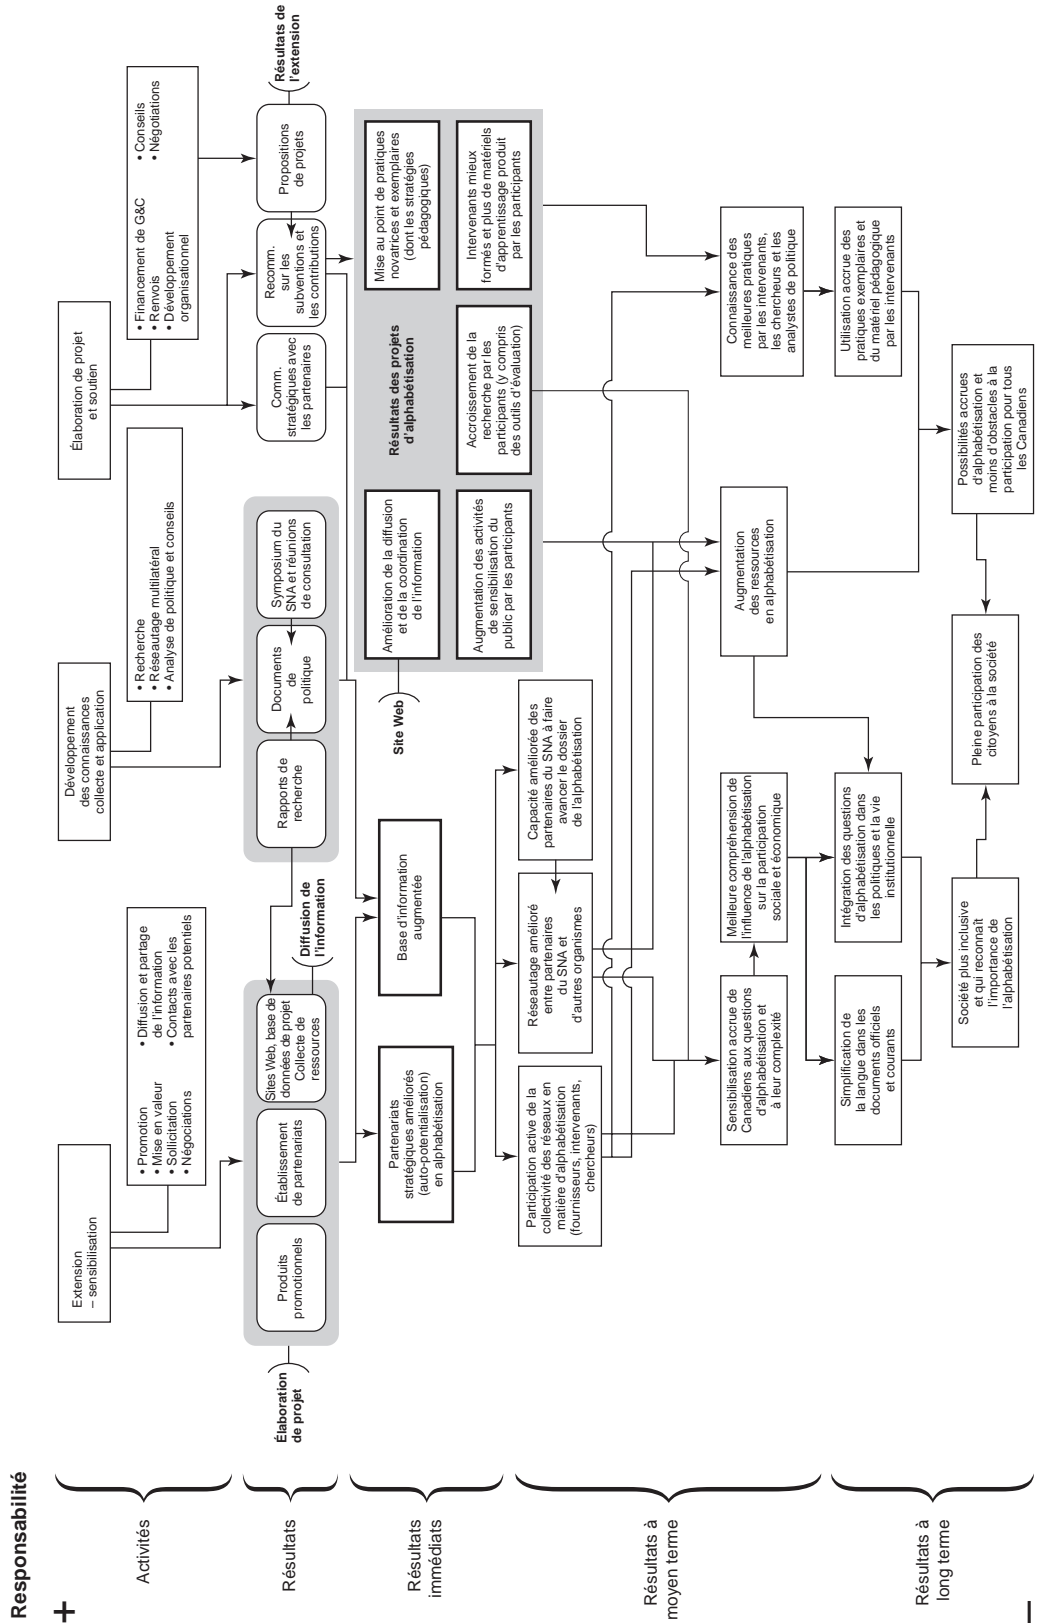 Responsabilité
+
Activités
Extension
– sensibilisation
• Promotion
• Mise en valeur
• Sollicitation
• Négociations
• Diffusion et partage
de l'information
• Contacts avec les
partenaires potentiels
Développement
des connaissances
collecte et application
• Recherche
• Réseautage multilatéral
• Analyse de politique et conseils
Élaboration de projet
et soutien
• Financement de G&C
• Renvois
• Développement
organisationnel
• Conseils
• Négotiations
Résultats
Élaboration
de projet
Produits
promotionnels
Établissement
de partenariats
Sites Web, base de
données de projet
Collecte de
ressources
Diffusion de
l'information
Rapports de
recherche
Documents
de
politique
Symposium du
SNA et réunions
de consultation
Comm.
stratégiques avec
les partenaires
Recomm.
sur les
subventions et
les contributions
Propositions
de projets
Résultats de
l'extension
Résultats
immédiats
Partenariats
stratégiques améliorés
(auto-potentialisation)
en alphabétisation
Base d'information
augmentée
Site Web
Amélioration de la diffusion
et de la coordination
de l'information
Résultats des projets
d'alphabétisation
Mise au point de pratiques
novatrices et exemplaires
(dont les stratégies
pédagogiques)
Augmentation des activités
de sensibilisation du
public par les participants
Accroissement de la
recherche par les
participants (y compris
des outils d'évaluation)
Intervenants mieux
formés et plus de matériels
d'apprentissage produit
par les participants
Résultats à
moyen terme
Participation active de la
collectivité des réseaux en
matière d'alphabétisation
(fournisseurs, intervenants,
chercheurs)
Réseautage amélioré
entre partenaires
du SNA et
d'autres organismes
Capacité améliorée des
partenaires du SNA à faire
avancer le dossier
de l'alphabétisation
Sensibilisation accrue de
Canadiens aux questions
d'alphabétisation et
à leur complexité
Meilleure compréhension de
l'influence de l'alphabétisation
sur la participation
sociale et économique
Augmentation
des ressources
en alphabétisation
Connaissance des
meilleures pratiques
par les intervenants,
les chercheurs et les
analystes de politique
Résultats à
long terme
Simplification de
la langue dans les
documents officiels
et courants
Intégration des questions
d'alphabétisation dans
les politiques et la vie
institutionnelle
Utilisation accrue des
pratiques exemplaires et
du matériel pédagogique
par les intervenants
Société plus inclusive
et qui reconnaît
l'importance de
l'alphabétisation
Pleine participation des
citoyens à la société
Possibilités accrues
d'alphabétisation et
moins d'obstacles à la
participation pour tous
les Canadiens
–